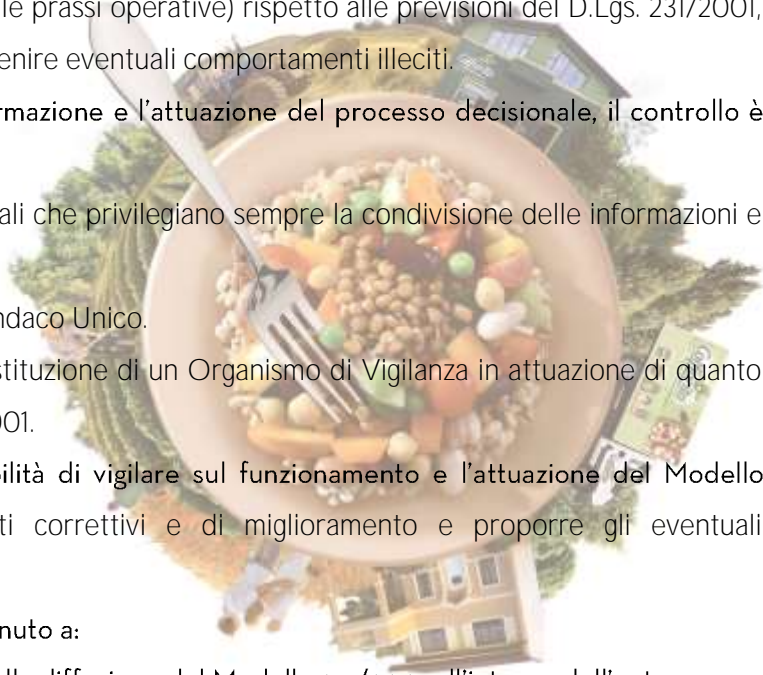 le prassi operative) rispetto alle previsioni del D.Lgs. 231/2001,
enire eventuali comportamenti illeciti.
rmazione e l'attuazione del processo decisionale, il controllo è
ali che privilegiano sempre la condivisione delle informazioni e
ndaco Unico.
stituzione di un Organismo di Vigilanza in attuazione di quanto
001.
bilità di vigilare sul funzionamento e l'attuazione del Modello
ti correttivi e di miglioramento e proporre gli eventuali
nuto a: